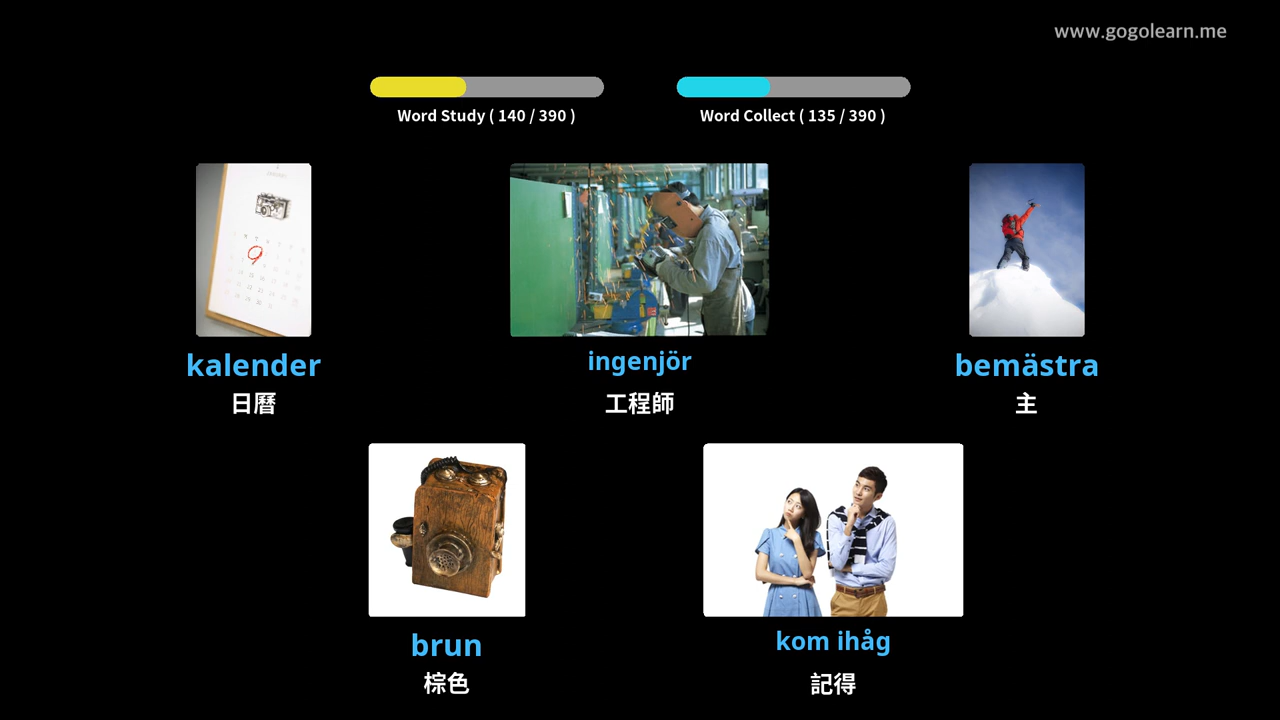 www.gogolearn.me
Word Study ( 140 / 390 )
Word Collect ( 135 / 390 )
kalender
日曆
ingenjör
工程師
bemästra
主
brun
棕色
kom ihåg
記得